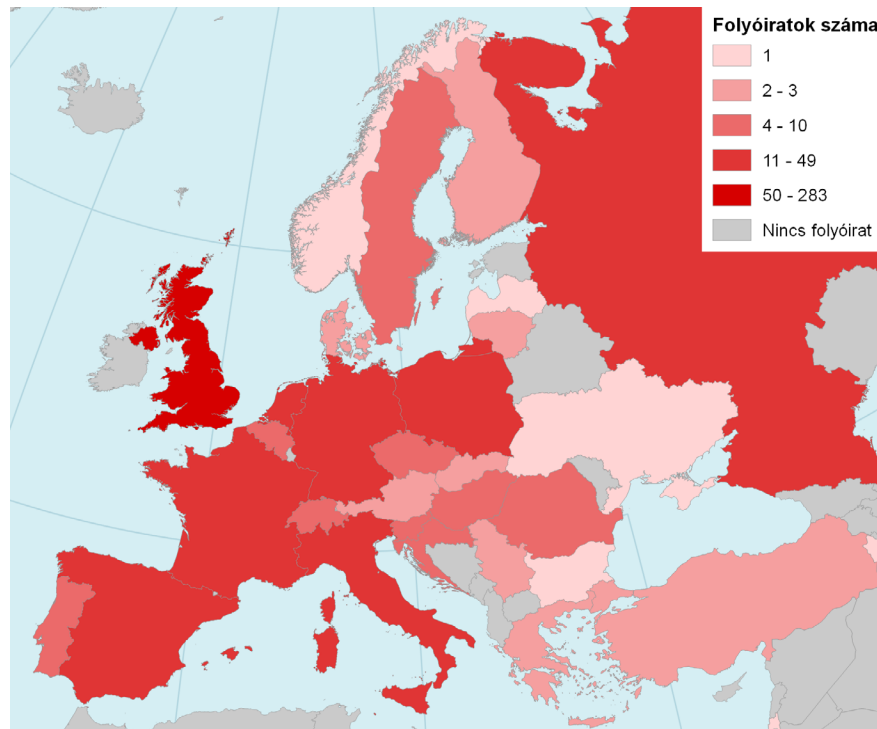 Folyóiratok száma
1
2 - 3
4 - 10
11 - 49
50 - 283
Nincs folyóirat